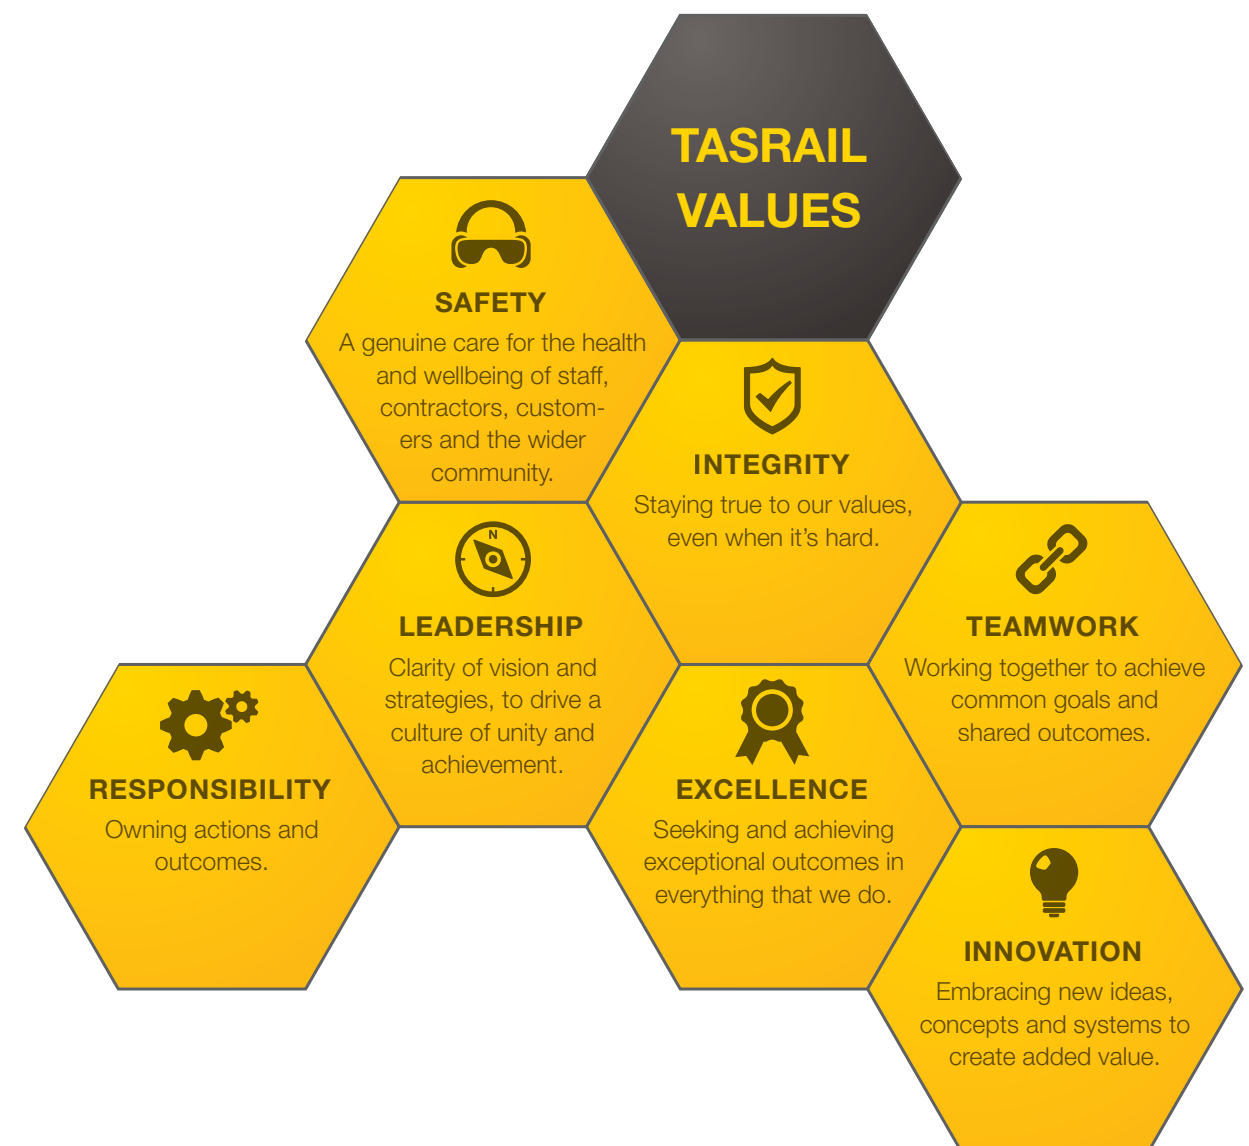 TASRAIL
VALUES
SAFETY
A genuine care for the health
and wellbeing of staff,
contractors, custom-
ers and the wider
community.
INTEGRITY
Staying true to our values,
even when it’s hard.
N
LEADERSHIP
Clarity of vision and
strategies, to drive a
culture of unity and
achievement.
TEAMWORK
Working together to achieve
common goals and
shared outcomes.
RESPONSIBILITY
Owning actions and
outcomes.
EXCELLENCE
Seeking and achieving
exceptional outcomes in
everything that we do.
INNOVATION
Embracing new ideas,
concepts and systems to
create added value.